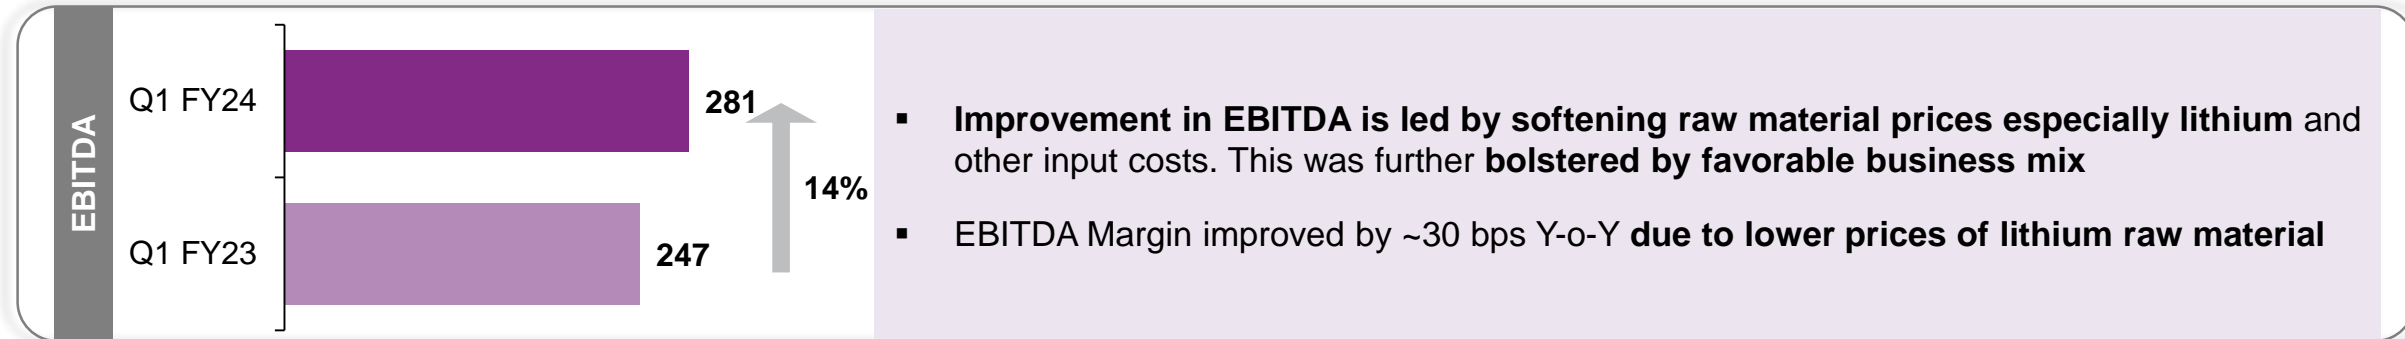 EBITDA
Q1 FY24
281
14%
Q1 FY23
247
▪ Improvement in EBITDA is led by softening raw material prices especially lithium and
other input costs. This was further bolstered by favorable business mix
▪ EBITDA Margin improved by ~30 bps Y-o-Y due to lower prices of lithium raw material